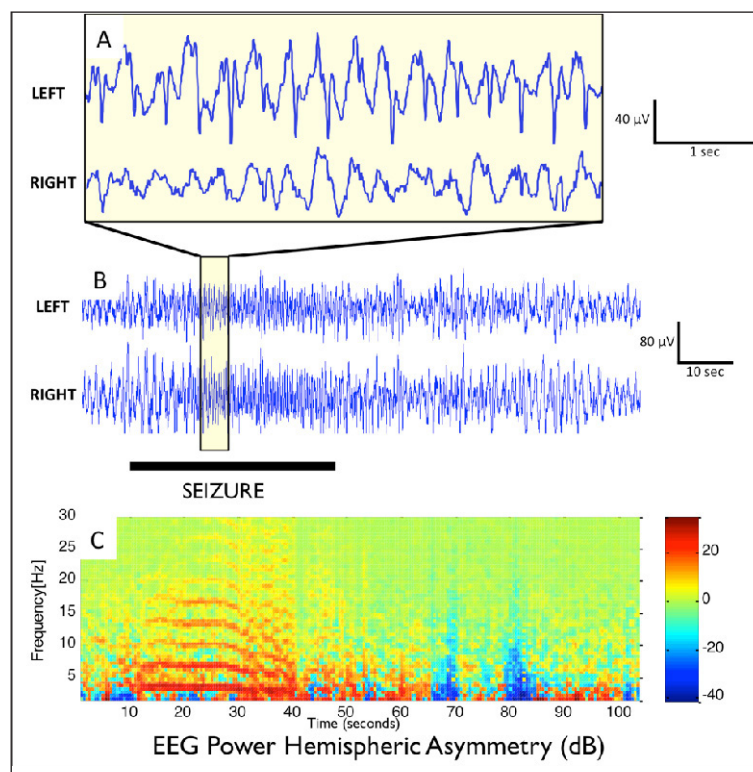 A
LEFT
40 μV
1 sec
RIGHT
B
LEFT
80 μV
10 sec
RIGHT
SEIZURE
C
30
25
20
15
10
5
Frequency[Hz]
20
0
-20
-40
10 20 30 40 50 60 70 80 90 100
Time (seconds)
EEG Power Hemispheric Asymmetry (dB)